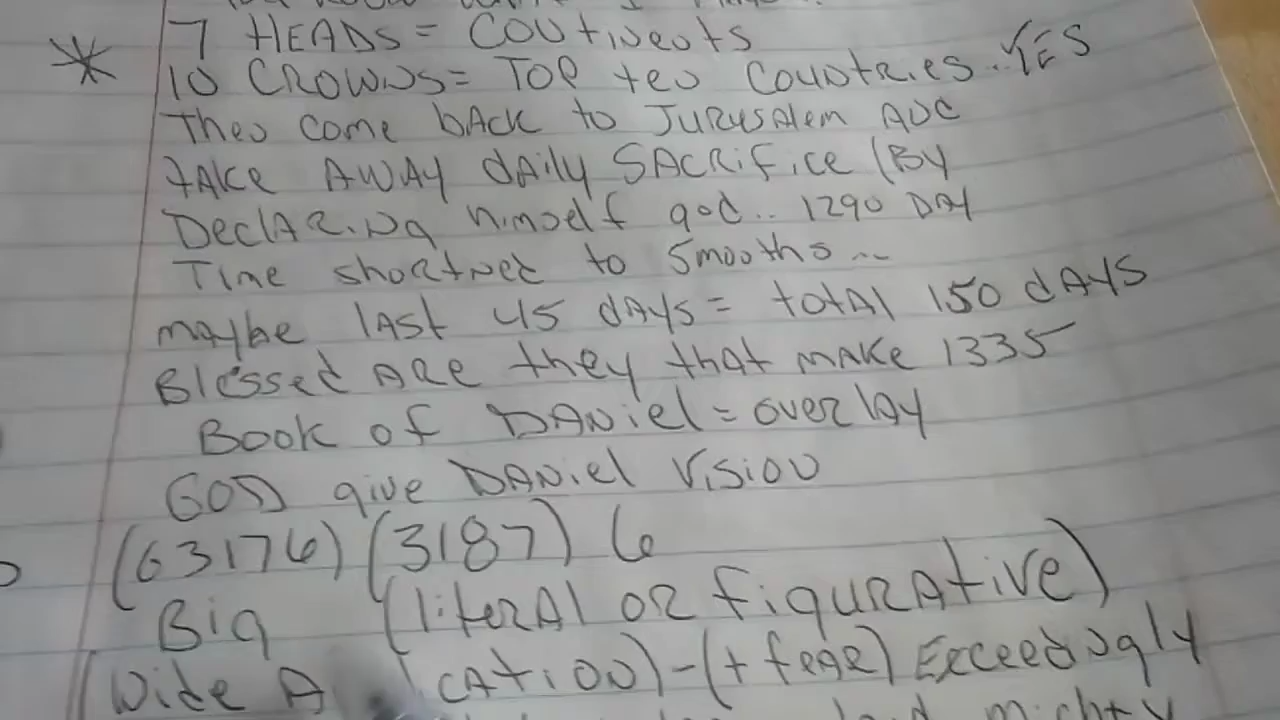 7 HEADS = CONtiNeNts
* 10 CROWNS = TOP teN COUNtRies.. YES
TheN come bACK to JURUSAlem AND
tAKe AWAY dAily SACRifice (By
DeclARiNg himself god.. 1290 DAY
Time shoRtNed to 5 moNths...
mAybe lASt 45 dAYS = totAl 150 dAYS
Blessed ARe they thAt mAKe 1335
BooK of DANiel = overlAy
GOD give DANiel VisioN
(63176) (3187) 6
Big (liteRAl OR figuRAtive)
(Wide A cAtioN) - (+ feAR) ExceediNgly
ANd mighty